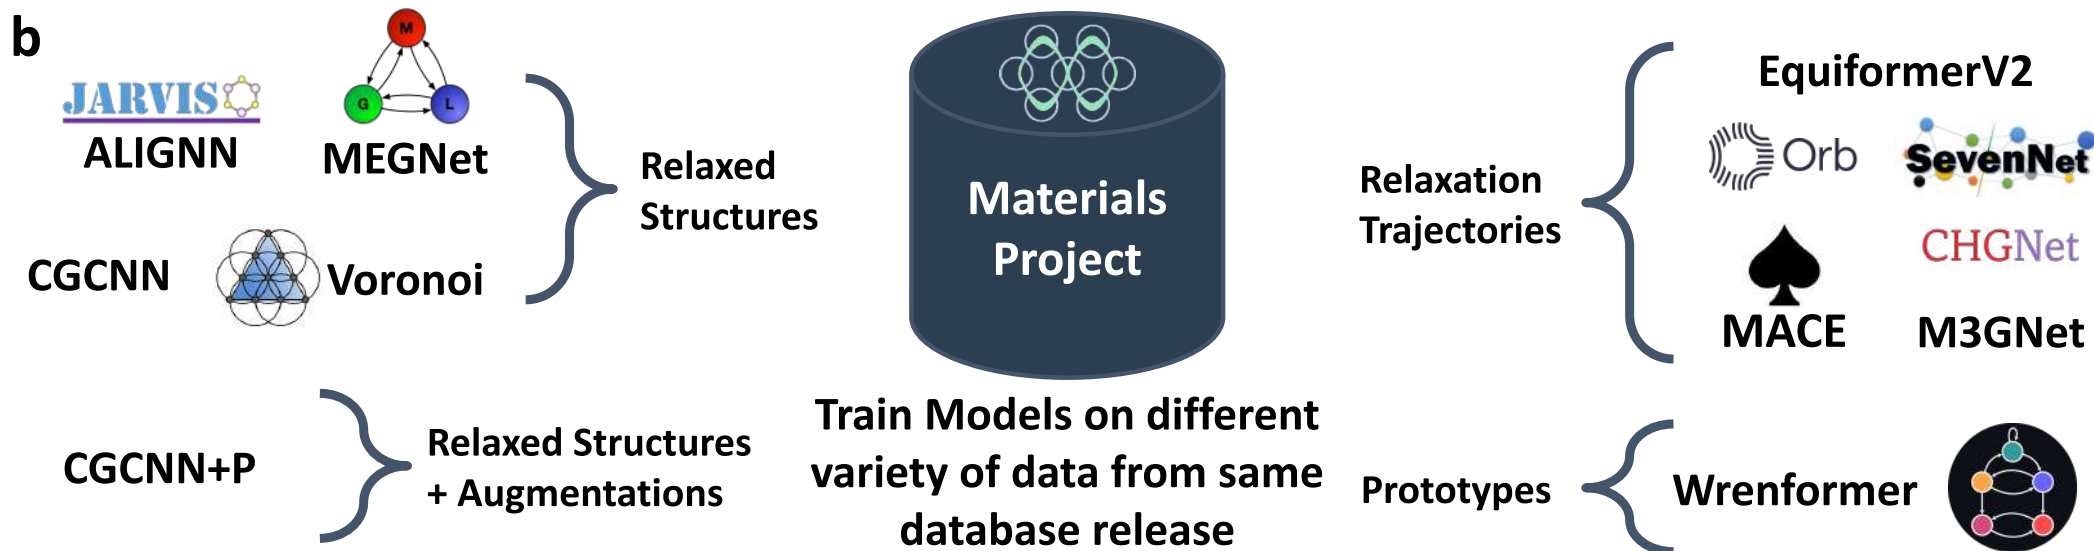 b
JARVIS
ALIGNN
M
G
L
MEGNet
CGCNN
Voronoi
Relaxed
Structures
CGCNN+P
Relaxed Structures
+ Augmentations
Materials
Project
Train Models on different
variety of data from same
database release
Relaxation
Trajectories
EquiformerV2
Orb
SevenNet
CHGNet
MACE
M3GNet
Prototypes
Wrenformer